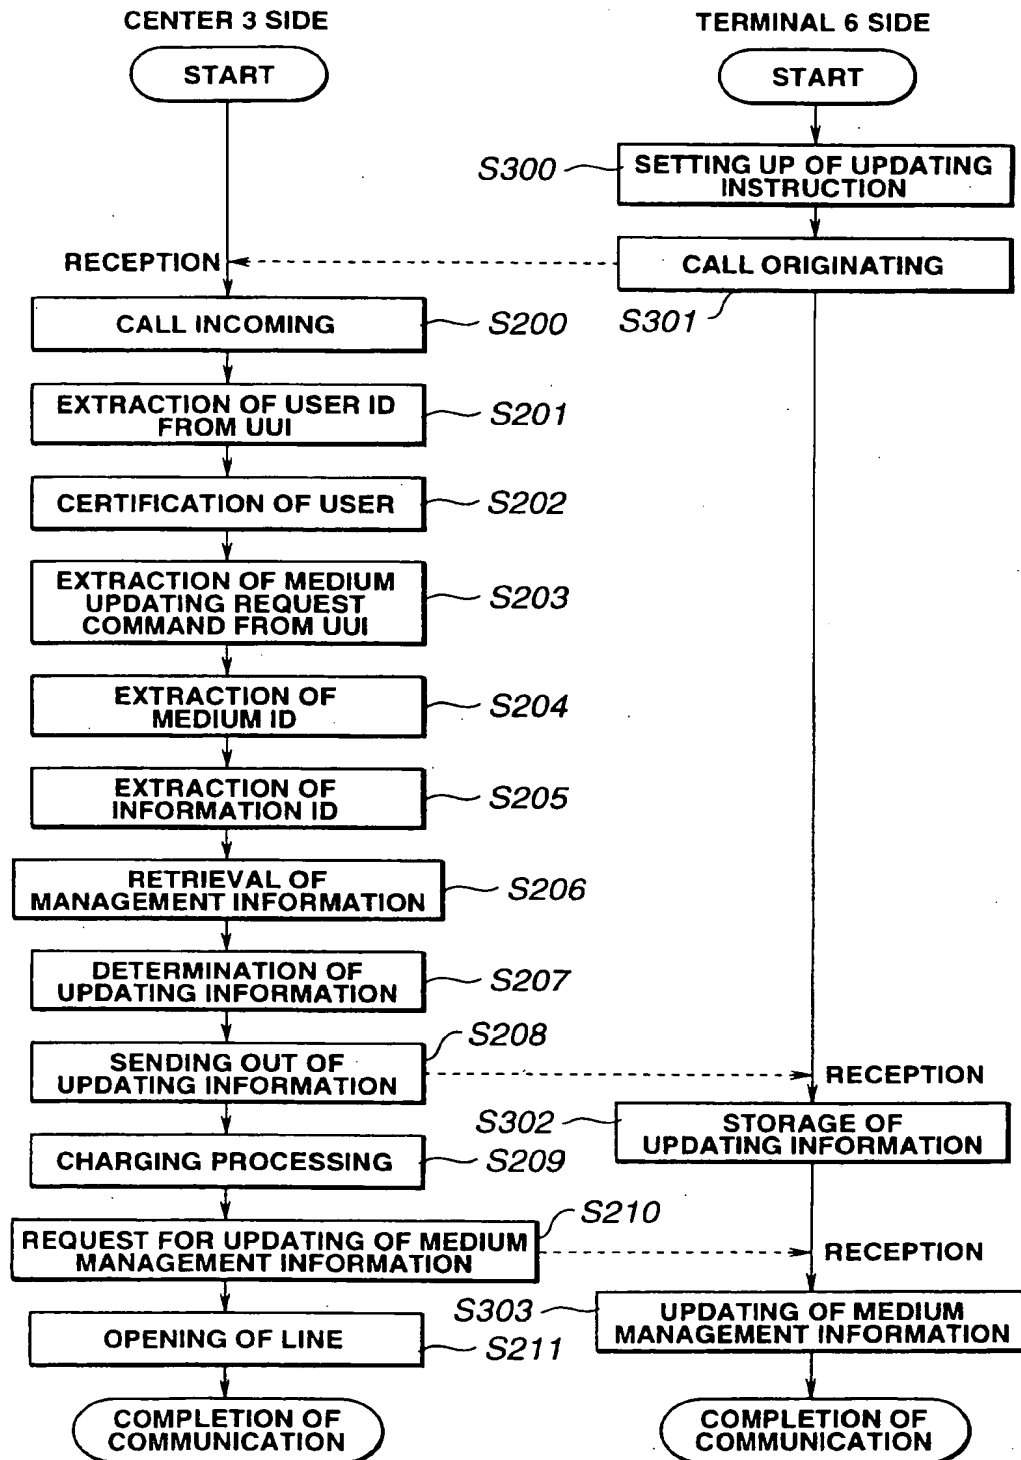 CENTER 3 SIDE
TERMINAL 6 SIDE
START
START
S300
SETTING UP OF UPDATING
INSTRUCTION
RECEPTION
CALL ORIGINATING
S301
CALL INCOMING
S200
EXTRACTION OF USER ID
FROM UUI
S201
CERTIFICATION OF USER
S202
EXTRACTION OF MEDIUM
UPDATING REQUEST
COMMAND FROM UUI
S203
EXTRACTION OF
MEDIUM ID
S204
EXTRACTION OF
INFORMATION ID
S205
RETRIEVAL OF
MANAGEMENT INFORMATION
S206
DETERMINATION OF
UPDATING INFORMATION
S207
SENDING OUT OF
UPDATING INFORMATION
S208
RECEPTION
S302
STORAGE OF
UPDATING INFORMATION
CHARGING PROCESSING
S209
S210
REQUEST FOR UPDATING OF MEDIUM
MANAGEMENT INFORMATION
RECEPTION
S303
UPDATING OF MEDIUM
MANAGEMENT INFORMATION
OPENING OF LINE
S211
COMPLETION OF
COMMUNICATION
COMPLETION OF
COMMUNICATION